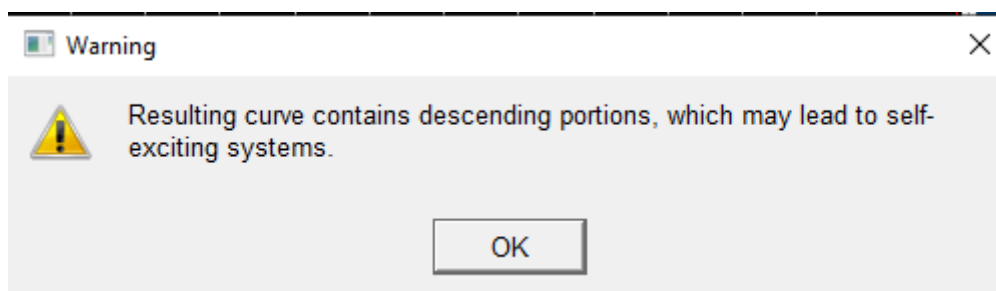 Warning
Resulting curve contains descending portions, which may lead to self-
exciting systems.
OK